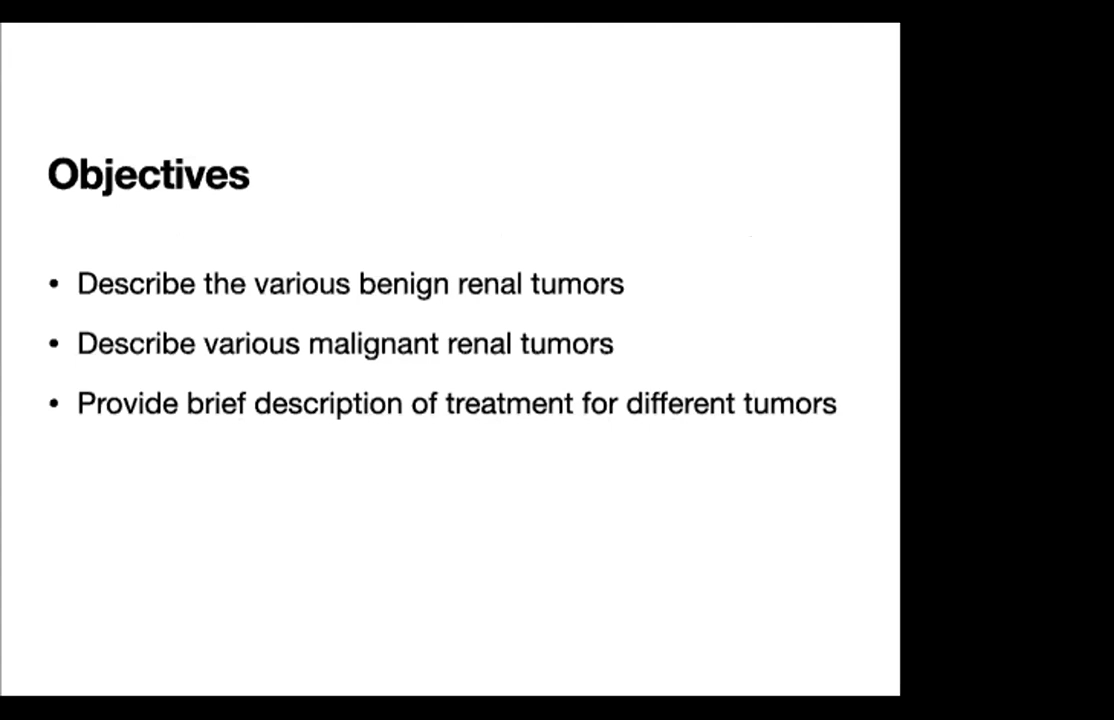 Objectives
• Describe the various benign renal tumors
• Describe various malignant renal tumors
• Provide brief description of treatment for different tumors